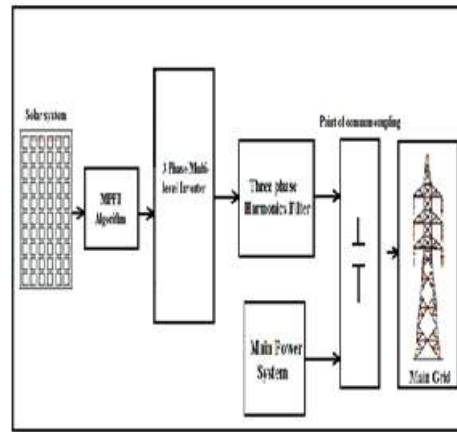 Solar system
MPPT
Algorithm
3-Phase Multi-
level Inverter
Three phase
Harmonics Filter
Point of common coupling
Main Power
System
Main Grid